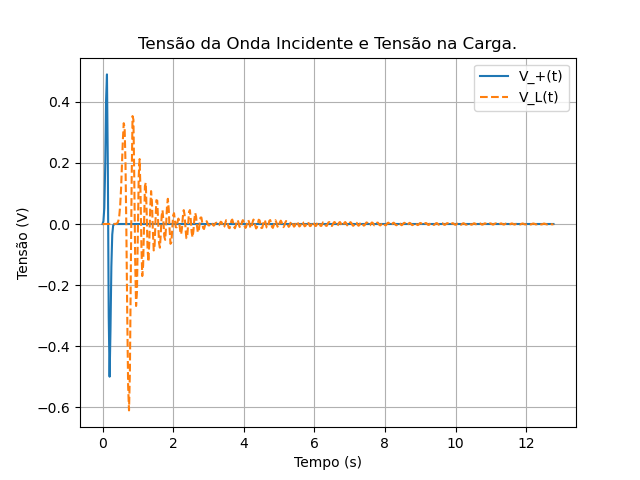 Tensão da Onda Incidente e Tensão na Carga.
V_+(t)
V_L(t)
Tensão (V)
0.4
0.2
0.0
−0.2
−0.4
−0.6
0 2 4 6 8 10 12
Tempo (s)